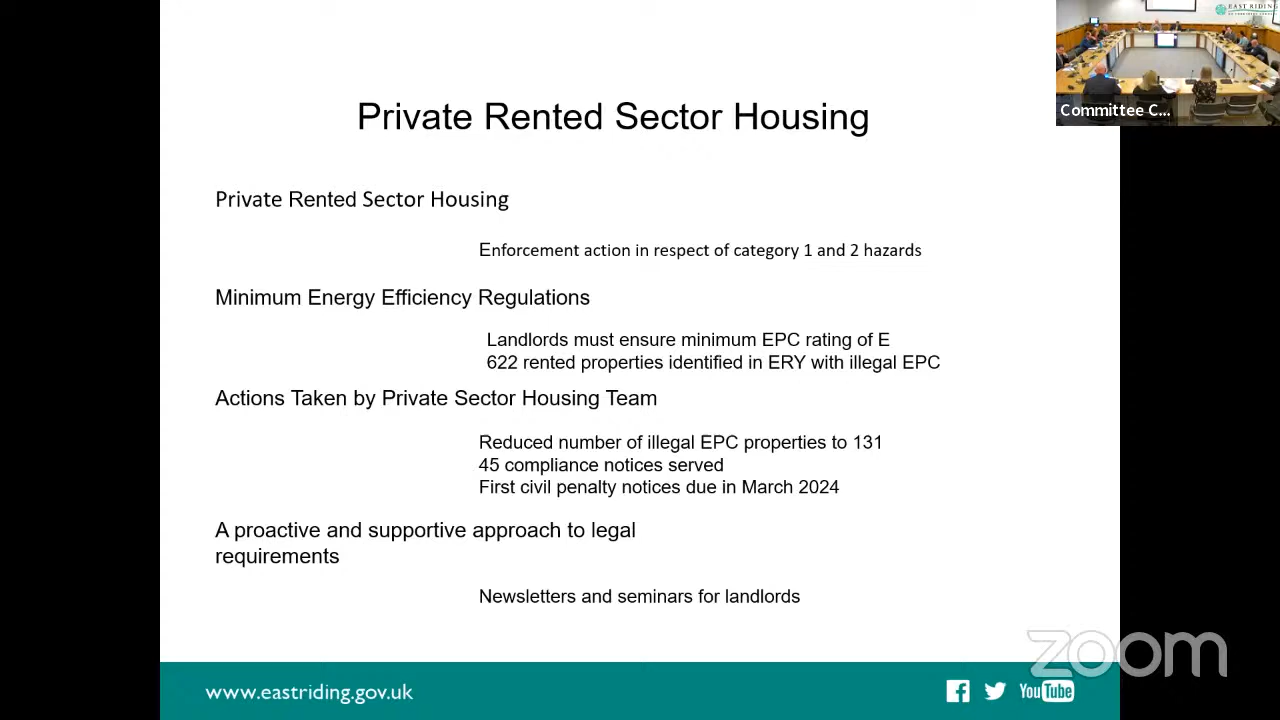 EAST RIDING
Committee C...
Private Rented Sector Housing
Private Rented Sector Housing
Enforcement action in respect of category 1 and 2 hazards
Minimum Energy Efficiency Regulations
Landlords must ensure minimum EPC rating of E
622 rented properties identified in ERY with illegal EPC
Actions Taken by Private Sector Housing Team
Reduced number of illegal EPC properties to 131
45 compliance notices served
First civil penalty notices due in March 2024
A proactive and supportive approach to legal
requirements
Newsletters and seminars for landlords
zoom
www.eastriding.gov.uk
YouTube